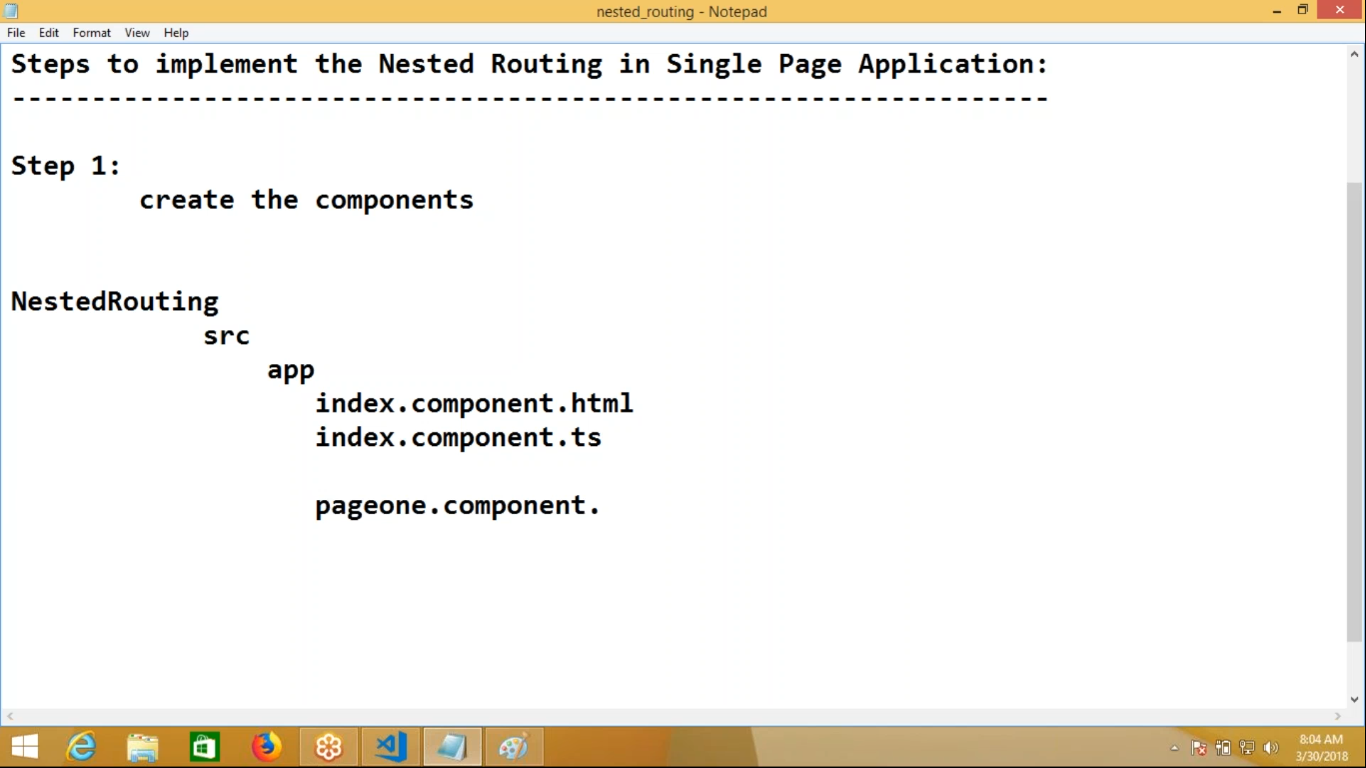 nested_routing - Notepad
File Edit Format View Help
Steps to implement the Nested Routing in Single Page Application:
-----------------------------------------------------------------
Step 1:
create the components
NestedRouting
src
app
index.component.html
index.component.ts
pageone.component.
8:04 AM
3/30/2018